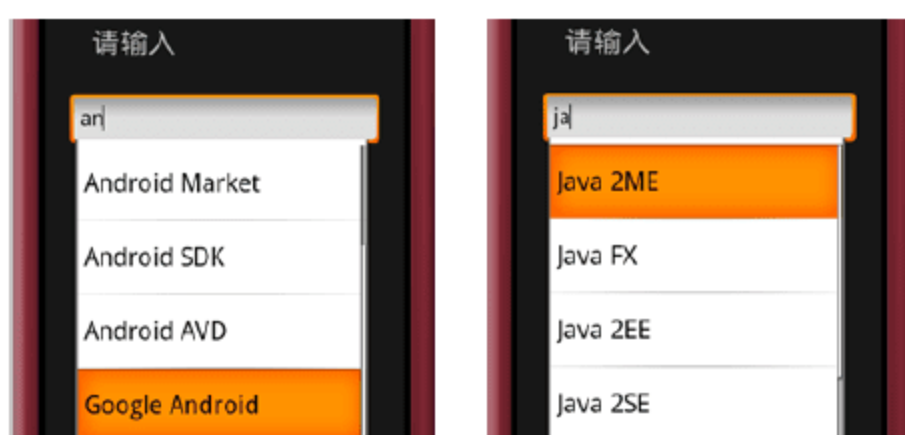 请输入
an
Android Market
Android SDK
Android AVD
Google Android
请输入
ja
Java 2ME
Java FX
Java 2EE
Java 2SE